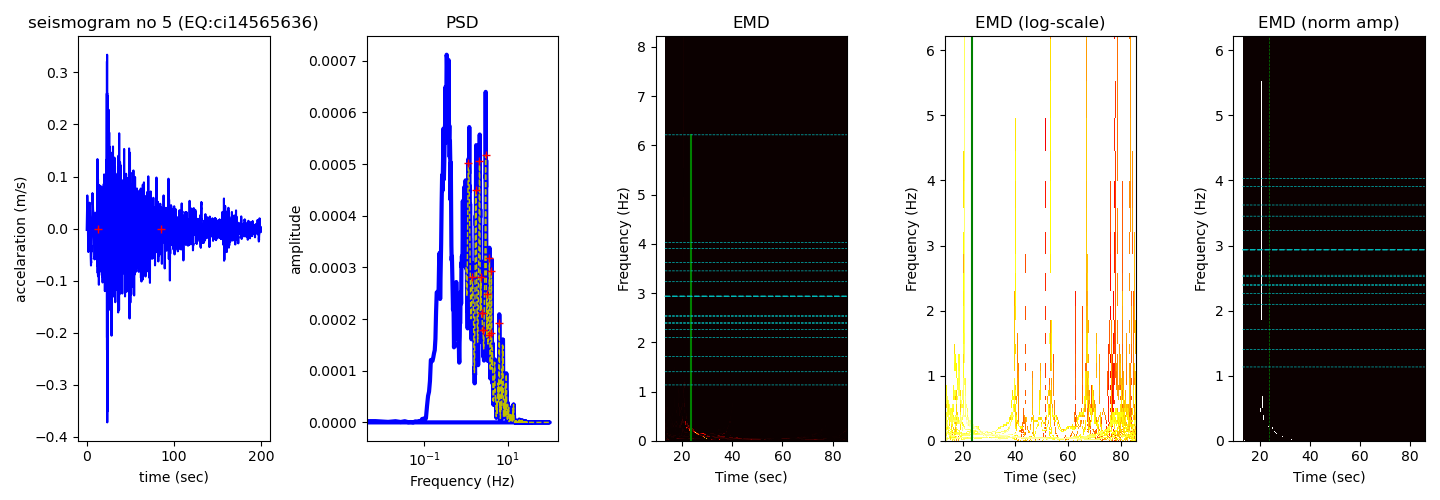 seismogram no 5 (EQ:ci14565636)
accelaration (m/s)
0.3
0.2
0.1
0.0
−0.1
−0.2
−0.3
−0.4
0 100 200
time (sec)
PSD
amplitude
0.0007
0.0006
0.0005
0.0004
0.0003
0.0002
0.0001
0.0000
10⁻¹ 10¹
Frequency (Hz)
EMD
Frequency (Hz)
8
7
6
5
4
3
2
1
0
20 40 60 80
Time (sec)
EMD (log-scale)
Frequency (Hz)
6
5
4
3
2
1
0
20 40 60 80
Time (sec)
EMD (norm amp)
Frequency (Hz)
6
5
4
3
2
1
0
20 40 60 80
Time (sec)